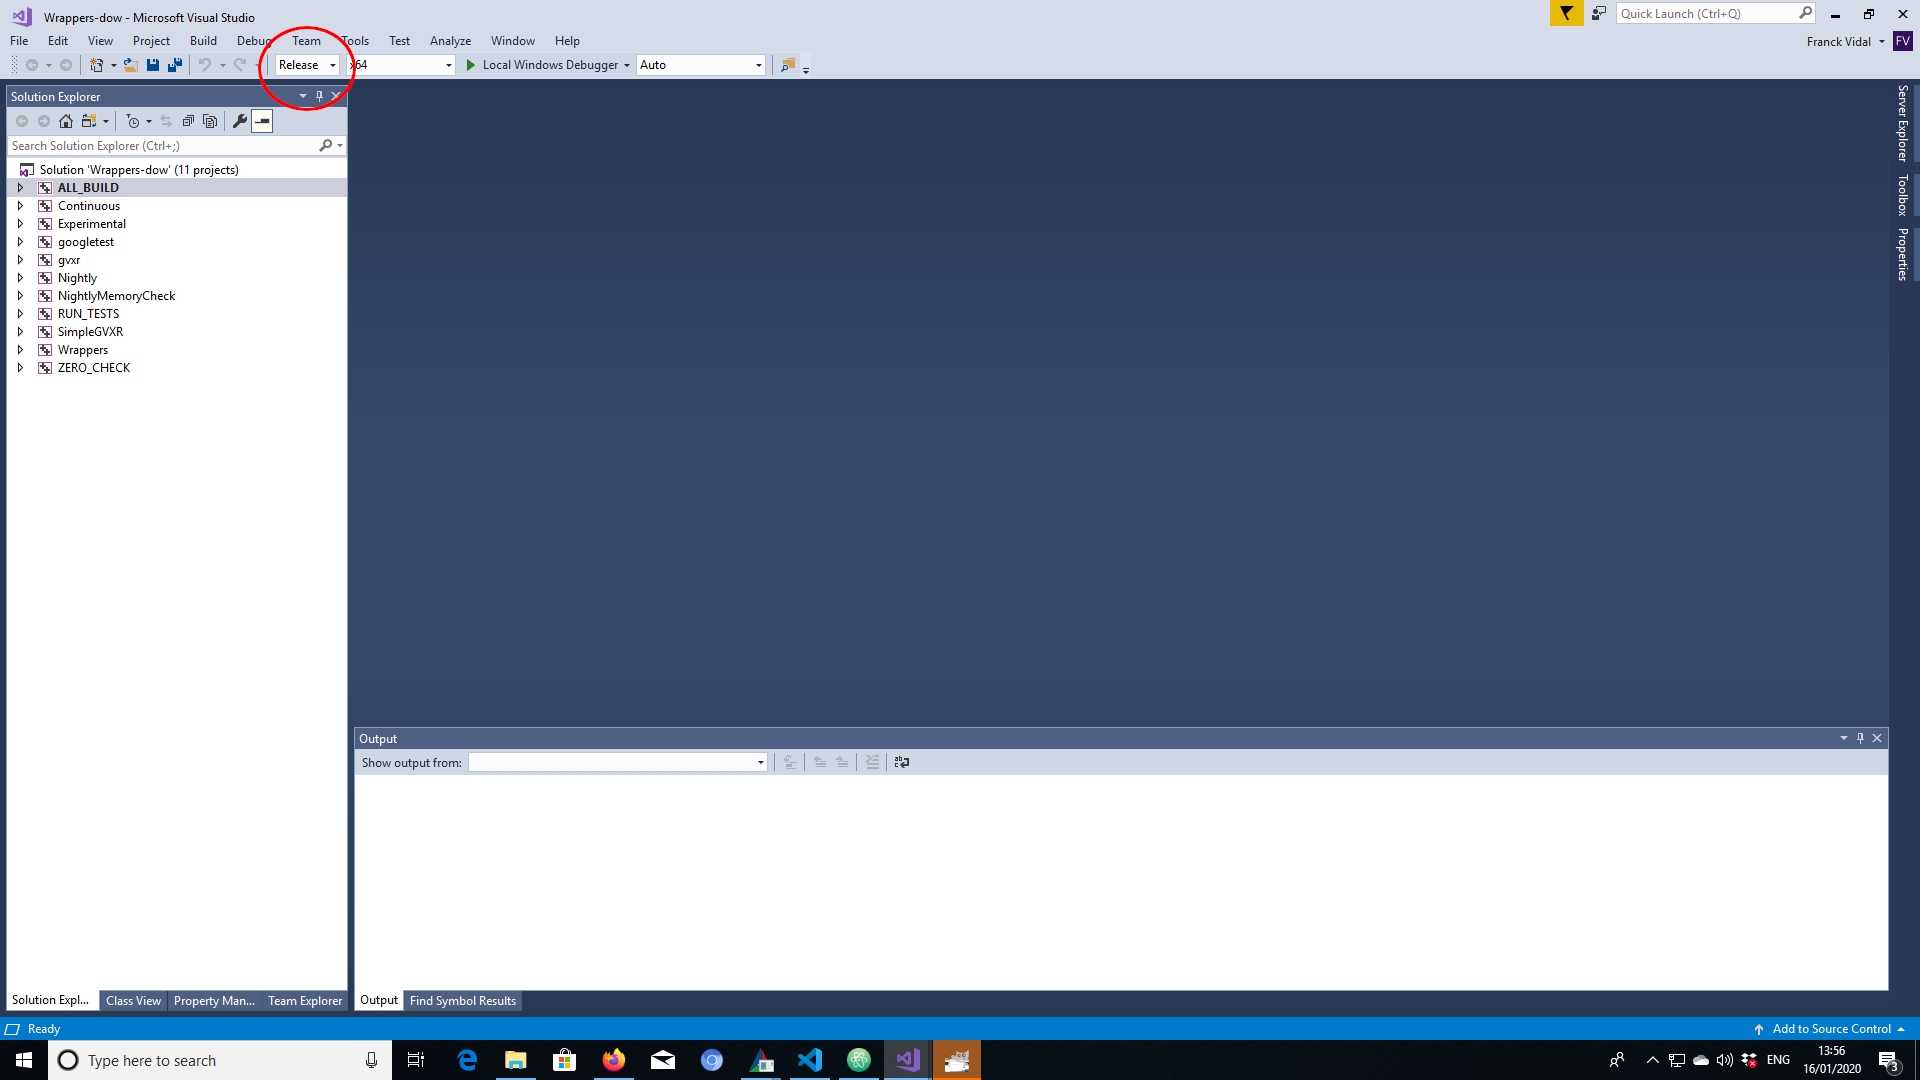 Wrappers-dow - Microsoft Visual Studio
Quick Launch (Ctrl+Q)
File Edit View Project Build Debug Team Tools Test Analyze Window Help
Franck Vidal FV
Release x64 Local Windows Debugger Auto
Solution Explorer
Search Solution Explorer (Ctrl+;)
Solution 'Wrappers-dow' (11 projects)
ALL_BUILD
Continuous
Experimental
googletest
gvxr
Nightly
NightlyMemoryCheck
RUN_TESTS
SimpleGVXR
Wrappers
ZERO_CHECK
Server Explorer
Toolbox
Properties
Output
Show output from:
Solution Expl... Class View Property Man... Team Explorer
Output Find Symbol Results
Ready
Add to Source Control
Type here to search
ENG
13:56
16/01/2020
3